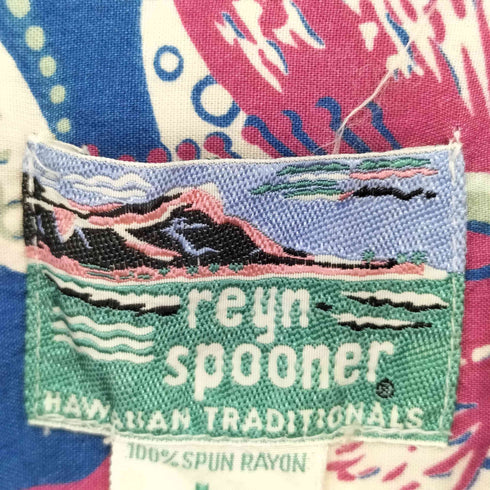 reyn
spooner®
HAWAIIAN TRADITIONALS
100% SPUN RAYON